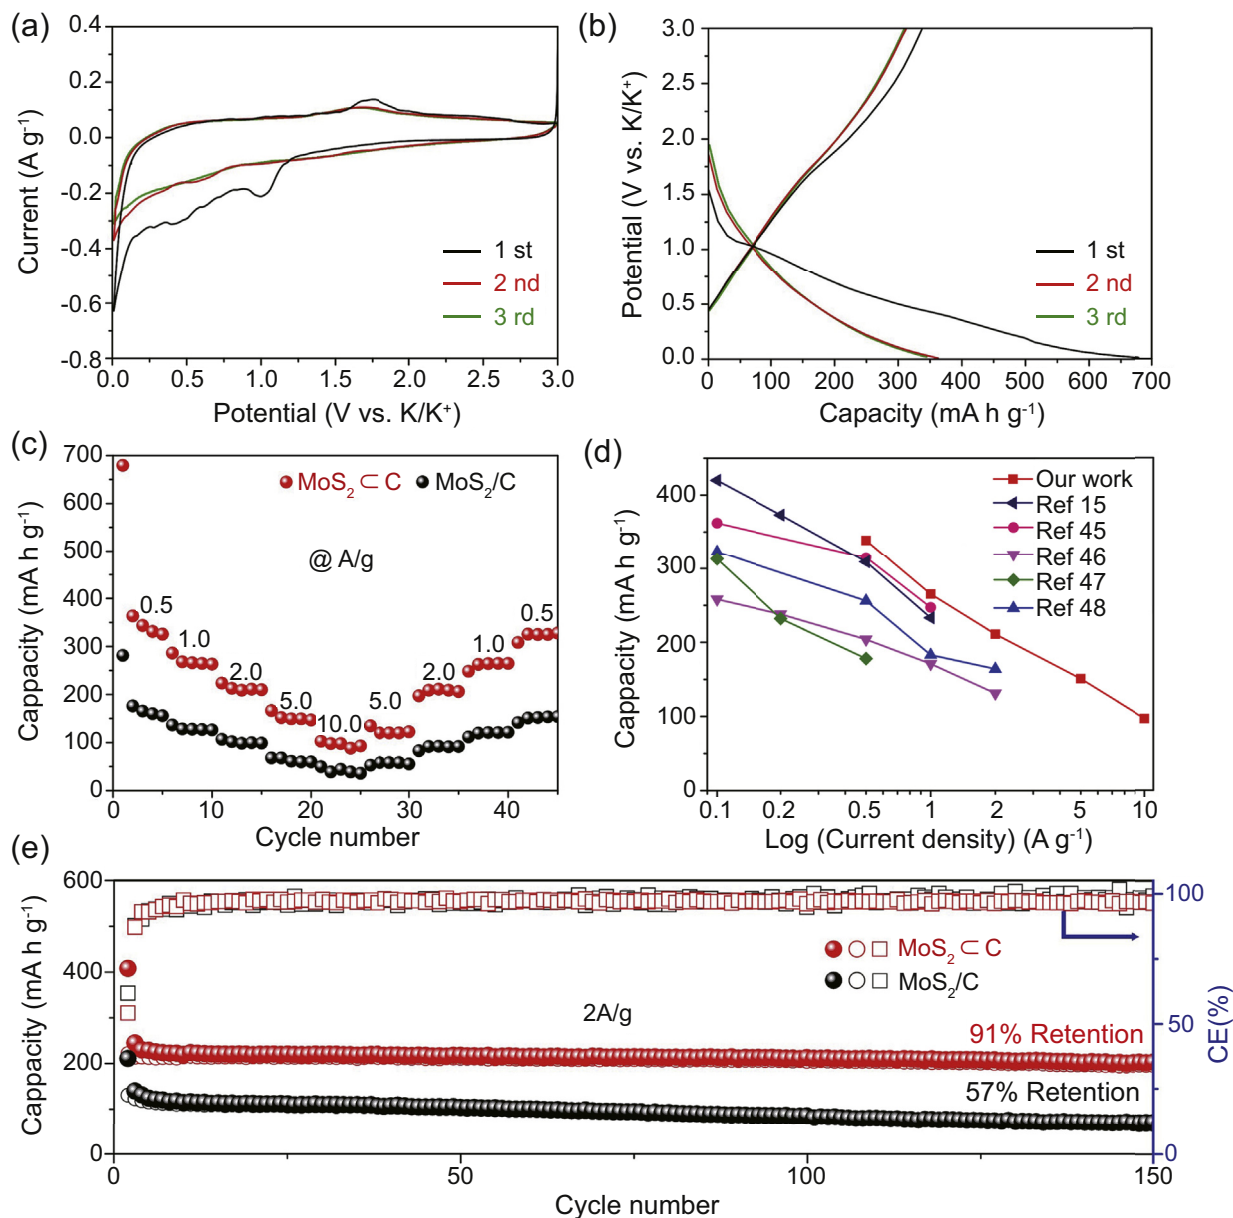 (a)
0.4
0.2
0.0
-0.2
-0.4
-0.6
-0.8
Current (A g⁻¹)
1 st
2 nd
3 rd
0.0 0.5 1.0 1.5 2.0 2.5 3.0
Potential (V vs. K/K⁺)
(b)
3.0
2.5
2.0
1.5
1.0
0.5
0.0
Potential (V vs. K/K⁺)
1 st
2 nd
3 rd
0 100 200 300 400 500 600 700
Capacity (mA h g⁻¹)
(c)
700
600
500
400
300
200
100
0
Cappacity (mA h g⁻¹)
MoS₂ ⊂ C MoS₂/C
@ A/g
0.5 1.0 2.0 5.0 10.0 5.0 2.0 1.0 0.5
0 10 20 30 40
Cycle number
(d)
400
300
200
100
0
Cappacity (mA h g⁻¹)
Our work
Ref 15
Ref 45
Ref 46
Ref 47
Ref 48
0.1 0.2 0.5 1 2 5 10
Log (Current density) (A g⁻¹)
(e)
600
400
200
0
Cappacity (mA h g⁻¹)
MoS₂ ⊂ C
MoS₂/C
2A/g
91% Retention
57% Retention
100
50
0
CE(%)
0 50 100 150
Cycle number